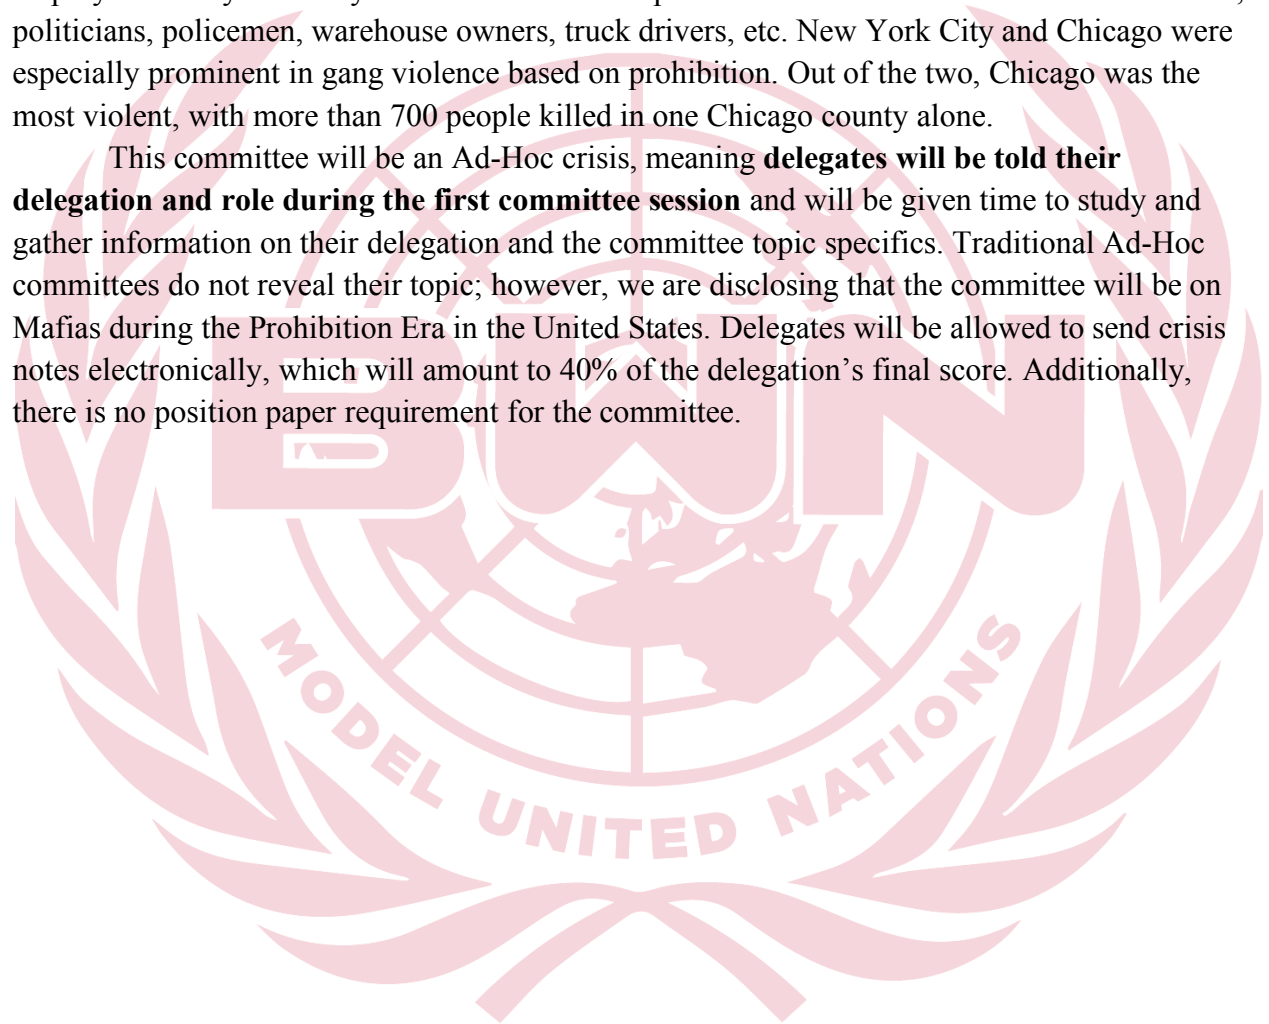 politicians, policemen, warehouse owners, truck drivers, etc. New York City and Chicago were
especially prominent in gang violence based on prohibition. Out of the two, Chicago was the
most violent, with more than 700 people killed in one Chicago county alone.
This committee will be an Ad-Hoc crisis, meaning delegates will be told their
delegation and role during the first committee session and will be given time to study and
gather information on their delegation and the committee topic specifics. Traditional Ad-Hoc
committees do not reveal their topic; however, we are disclosing that the committee will be on
Mafias during the Prohibition Era in the United States. Delegates will be allowed to send crisis
notes electronically, which will amount to 40% of the delegation’s final score. Additionally,
there is no position paper requirement for the committee.
MODEL UNITED NATIONS